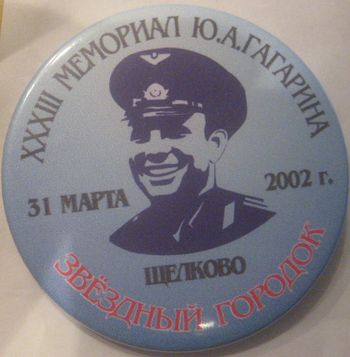 XXXIII МЕМОРИАЛ Ю.А.ГАГАРИНА
31 МАРТА 2002 г.
ЩЕЛКОВО
ЗВЁЗДНЫЙ ГОРОДОК